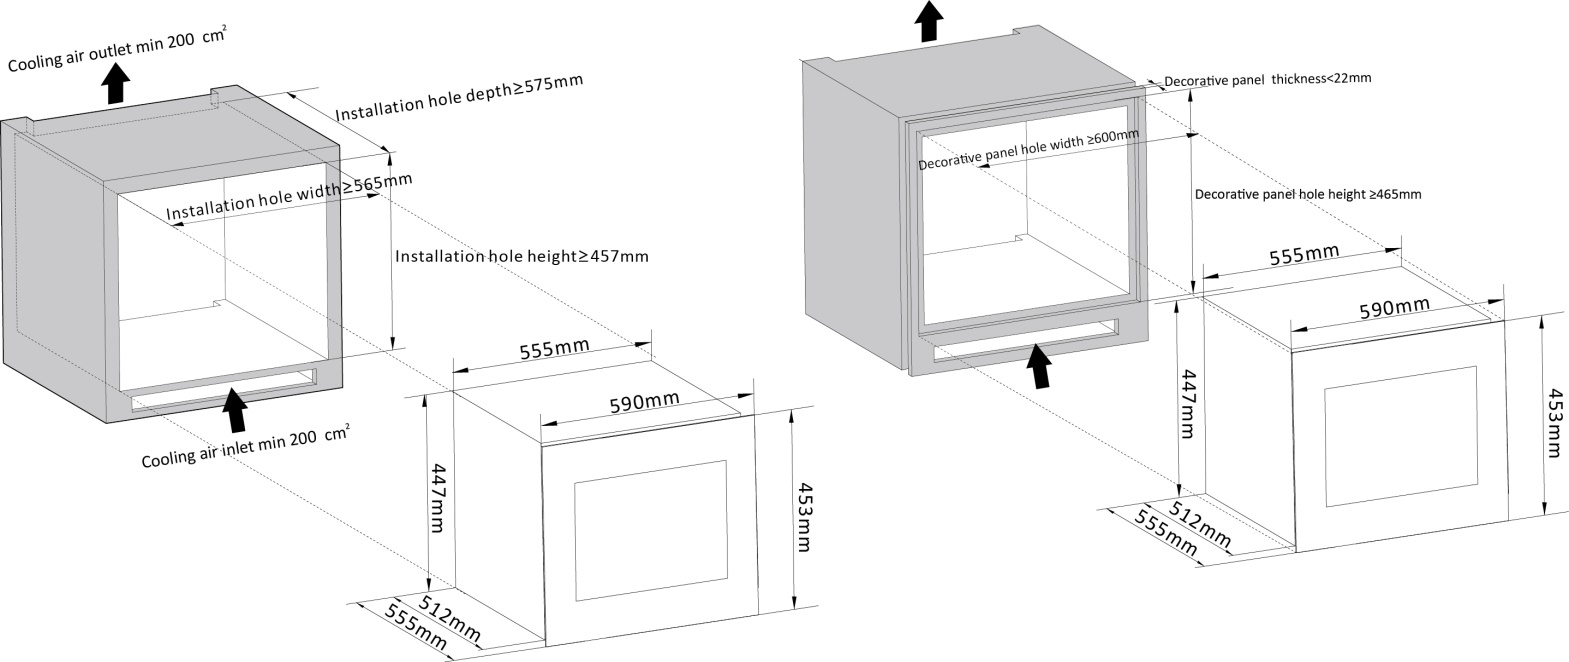 Cooling air outlet min 200 cm²
Installation hole depth≥575mm
Installation hole width≥565mm
Installation hole height≥457mm
Cooling air inlet min 200 cm²
555mm
590mm
447mm
453mm
512mm
555mm
Decorative panel thickness<22mm
Decorative panel hole width ≥600mm
Decorative panel hole height ≥465mm
555mm
590mm
447mm
453mm
512mm
555mm